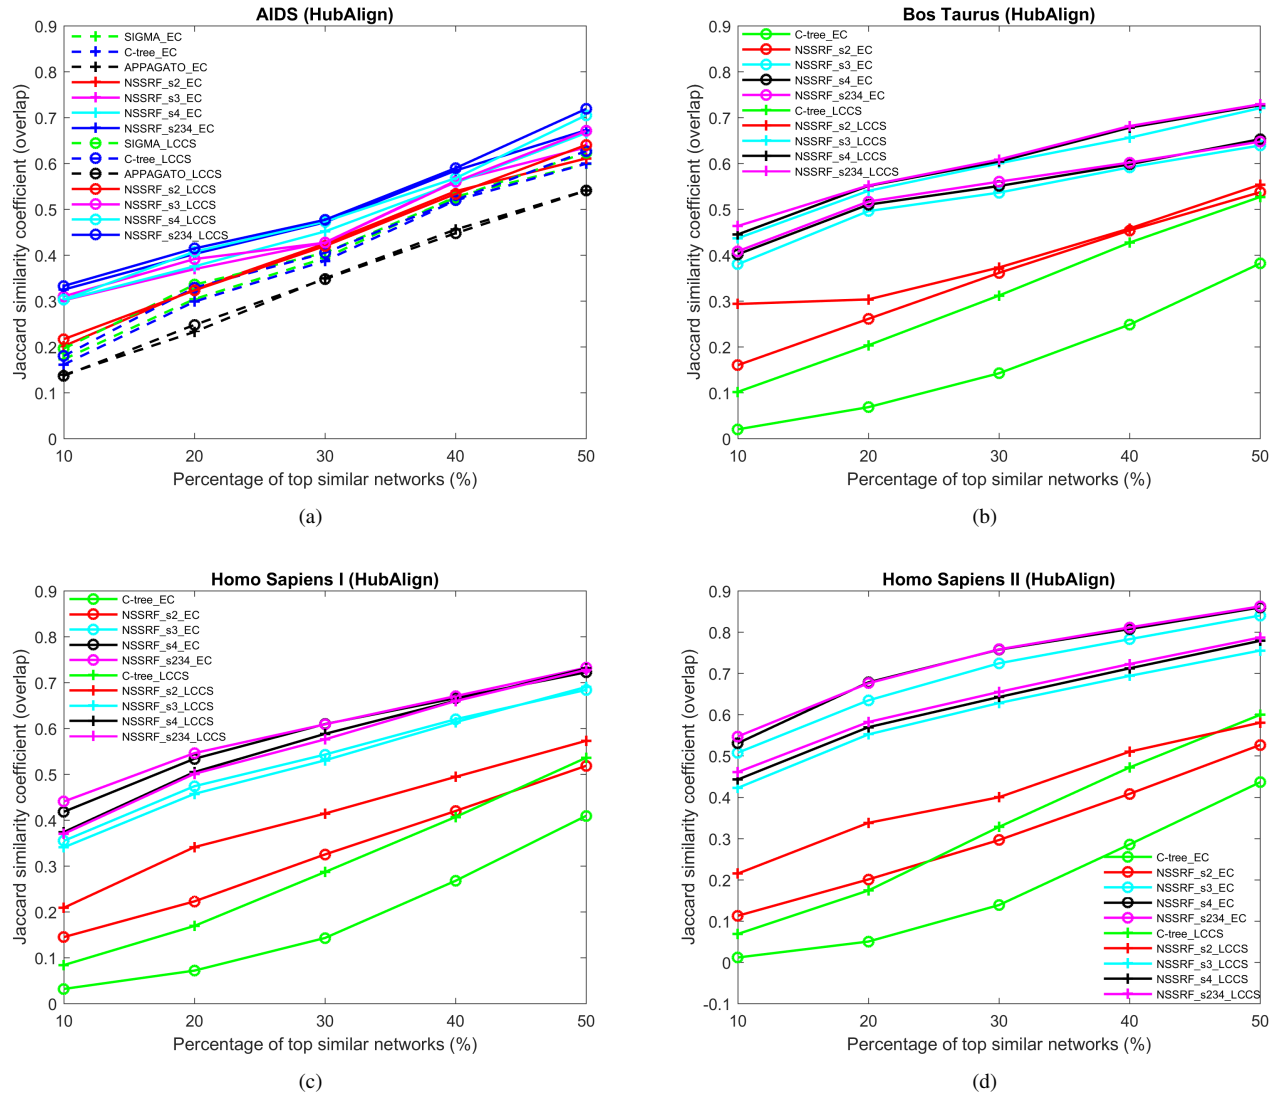 AIDS (HubAlign)
Jaccard similarity coefficient (overlap)
0.9
0.8
0.7
0.6
0.5
0.4
0.3
0.2
0.1
0
SIGMA_EC
C-tree_EC
APPAGATO_EC
NSSRF_s2_EC
NSSRF_s3_EC
NSSRF_s4_EC
NSSRF_s234_EC
SIGMA_LCCS
C-tree_LCCS
APPAGATO_LCCS
NSSRF_s2_LCCS
NSSRF_s3_LCCS
NSSRF_s4_LCCS
NSSRF_s234_LCCS
10 20 30 40 50
Percentage of top similar networks (%)
(a)
Bos Taurus (HubAlign)
Jaccard similarity coefficient (overlap)
0.9
0.8
0.7
0.6
0.5
0.4
0.3
0.2
0.1
0
C-tree_EC
NSSRF_s2_EC
NSSRF_s3_EC
NSSRF_s4_EC
NSSRF_s234_EC
C-tree_LCCS
NSSRF_s2_LCCS
NSSRF_s3_LCCS
NSSRF_s4_LCCS
NSSRF_s234_LCCS
10 20 30 40 50
Percentage of top similar networks (%)
(b)
Homo Sapiens I (HubAlign)
Jaccard similarity coefficient (overlap)
0.9
0.8
0.7
0.6
0.5
0.4
0.3
0.2
0.1
0
C-tree_EC
NSSRF_s2_EC
NSSRF_s3_EC
NSSRF_s4_EC
NSSRF_s234_EC
C-tree_LCCS
NSSRF_s2_LCCS
NSSRF_s3_LCCS
NSSRF_s4_LCCS
NSSRF_s234_LCCS
10 20 30 40 50
Percentage of top similar networks (%)
(c)
Homo Sapiens II (HubAlign)
Jaccard similarity coefficient (overlap)
0.9
0.8
0.7
0.6
0.5
0.4
0.3
0.2
0.1
0
-0.1
C-tree_EC
NSSRF_s2_EC
NSSRF_s3_EC
NSSRF_s4_EC
NSSRF_s234_EC
C-tree_LCCS
NSSRF_s2_LCCS
NSSRF_s3_LCCS
NSSRF_s4_LCCS
NSSRF_s234_LCCS
10 20 30 40 50
Percentage of top similar networks (%)
(d)